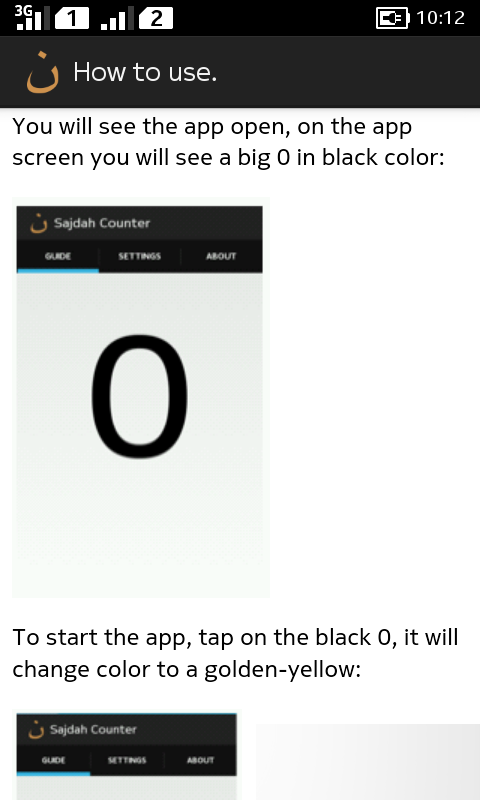 3G 1 2 10:12
ن How to use.
You will see the app open, on the app
screen you will see a big 0 in black color:
ن Sajdah Counter
GUIDE SETTINGS ABOUT
0
To start the app, tap on the black 0, it will
change color to a golden-yellow:
ن Sajdah Counter
GUIDE SETTINGS ABOUT